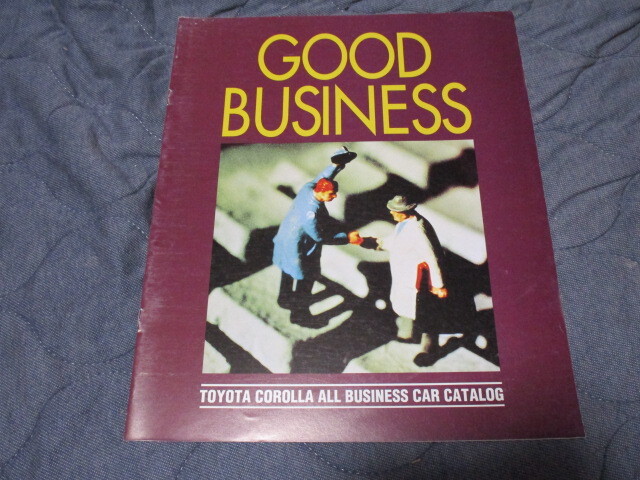 GOOD
BUSINESS
TOYOTA COROLLA ALL BUSINESS CAR CATALOG